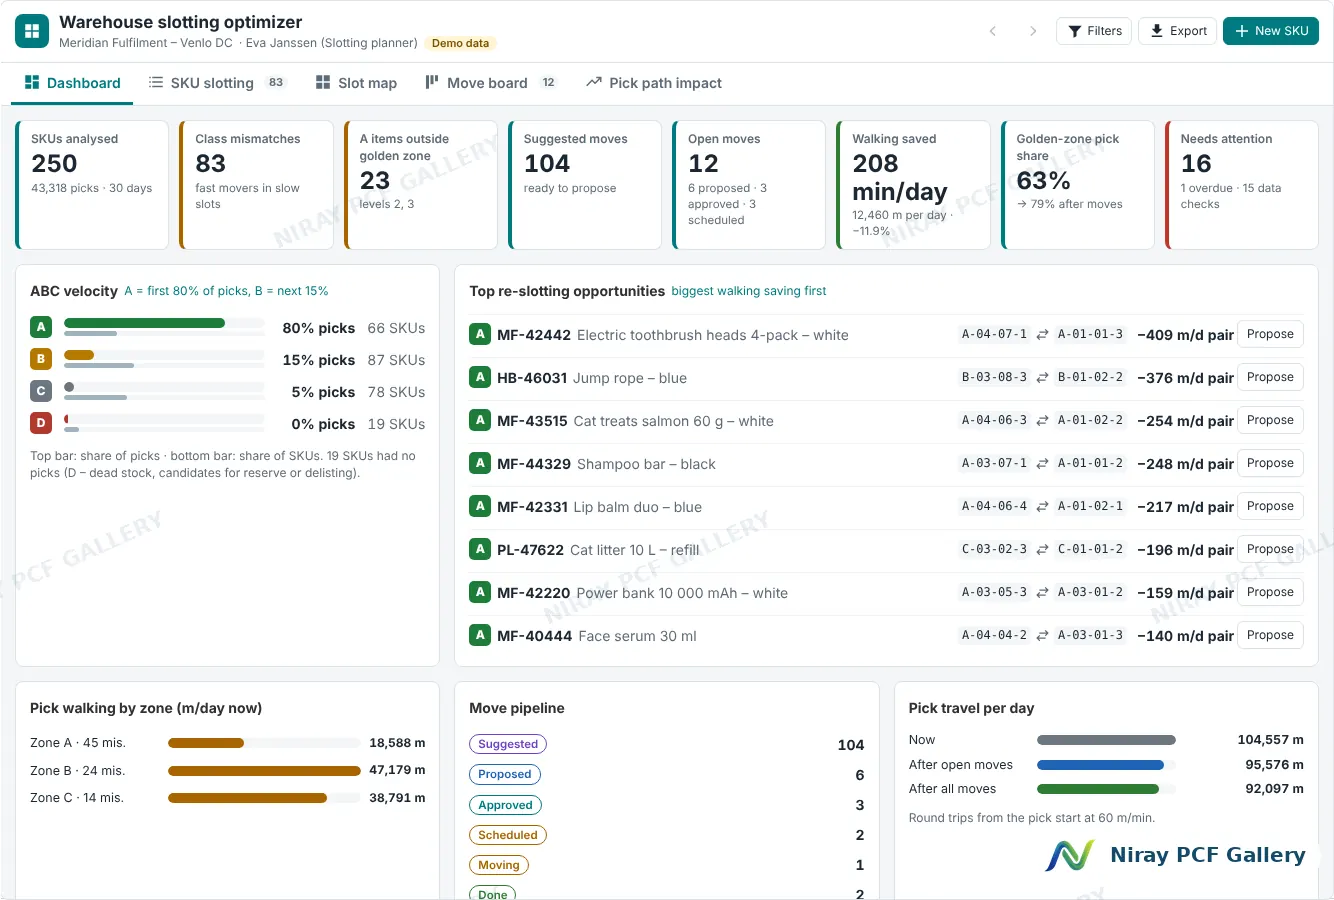 Warehouse slotting optimizer
Meridian Fulfilment – Venlo DC · Eva Janssen (Slotting planner) Demo data
Filters
Export
New SKU
Dashboard
SKU slotting 83
Slot map
Move board 12
Pick path impact
SKUs analysed
250
43,318 picks · 30 days
Class mismatches
83
fast movers in slow
slots
A items outside
golden zone
23
levels 2, 3
Suggested moves
104
ready to propose
Open moves
12
6 proposed · 3
approved · 3
scheduled
Walking saved
208
min/day
12,460 m per day ·
−11.9%
Golden-zone pick
share
63%
→ 79% after moves
Needs attention
16
1 overdue · 15 data
checks
ABC velocity A = first 80% of picks, B = next 15%
A 80% picks 66 SKUs
B 15% picks 87 SKUs
C 5% picks 78 SKUs
D 0% picks 19 SKUs
Top bar: share of picks · bottom bar: share of SKUs. 19 SKUs had no
picks (D – dead stock, candidates for reserve or delisting).
Top re-slotting opportunities biggest walking saving first
A MF-42442 Electric toothbrush heads 4-pack – white A-04-07-1 ⇄ A-01-01-3 −409 m/d pair Propose
A HB-46031 Jump rope – blue B-03-08-3 ⇄ B-01-02-2 −376 m/d pair Propose
A MF-43515 Cat treats salmon 60 g – white A-04-06-3 ⇄ A-01-02-2 −254 m/d pair Propose
A MF-44329 Shampoo bar – black A-03-07-1 ⇄ A-01-01-2 −248 m/d pair Propose
A MF-42331 Lip balm duo – blue A-04-06-4 ⇄ A-01-02-1 −217 m/d pair Propose
A PL-47622 Cat litter 10 L – refill C-03-02-3 ⇄ C-01-01-2 −196 m/d pair Propose
A MF-42220 Power bank 10 000 mAh – white A-03-05-3 ⇄ A-03-01-2 −159 m/d pair Propose
A MF-40444 Face serum 30 ml A-04-04-2 ⇄ A-03-01-3 −140 m/d pair Propose
Pick walking by zone (m/day now)
Zone A · 45 mis. 18,588 m
Zone B · 24 mis. 47,179 m
Zone C · 14 mis. 38,791 m
Move pipeline
Suggested 104
Proposed 6
Approved 3
Scheduled 2
Moving 1
Done 2
Pick travel per day
Now 104,557 m
After open moves 95,576 m
After all moves 92,097 m
Round trips from the pick start at 60 m/min.
Niray PCF Gallery
NIRAY PCF GALLERY
NIRAY PCF GALLERY
PCF GALLERY
NIRAY PCF GALLERY
NIRAY PCF GALL
RY